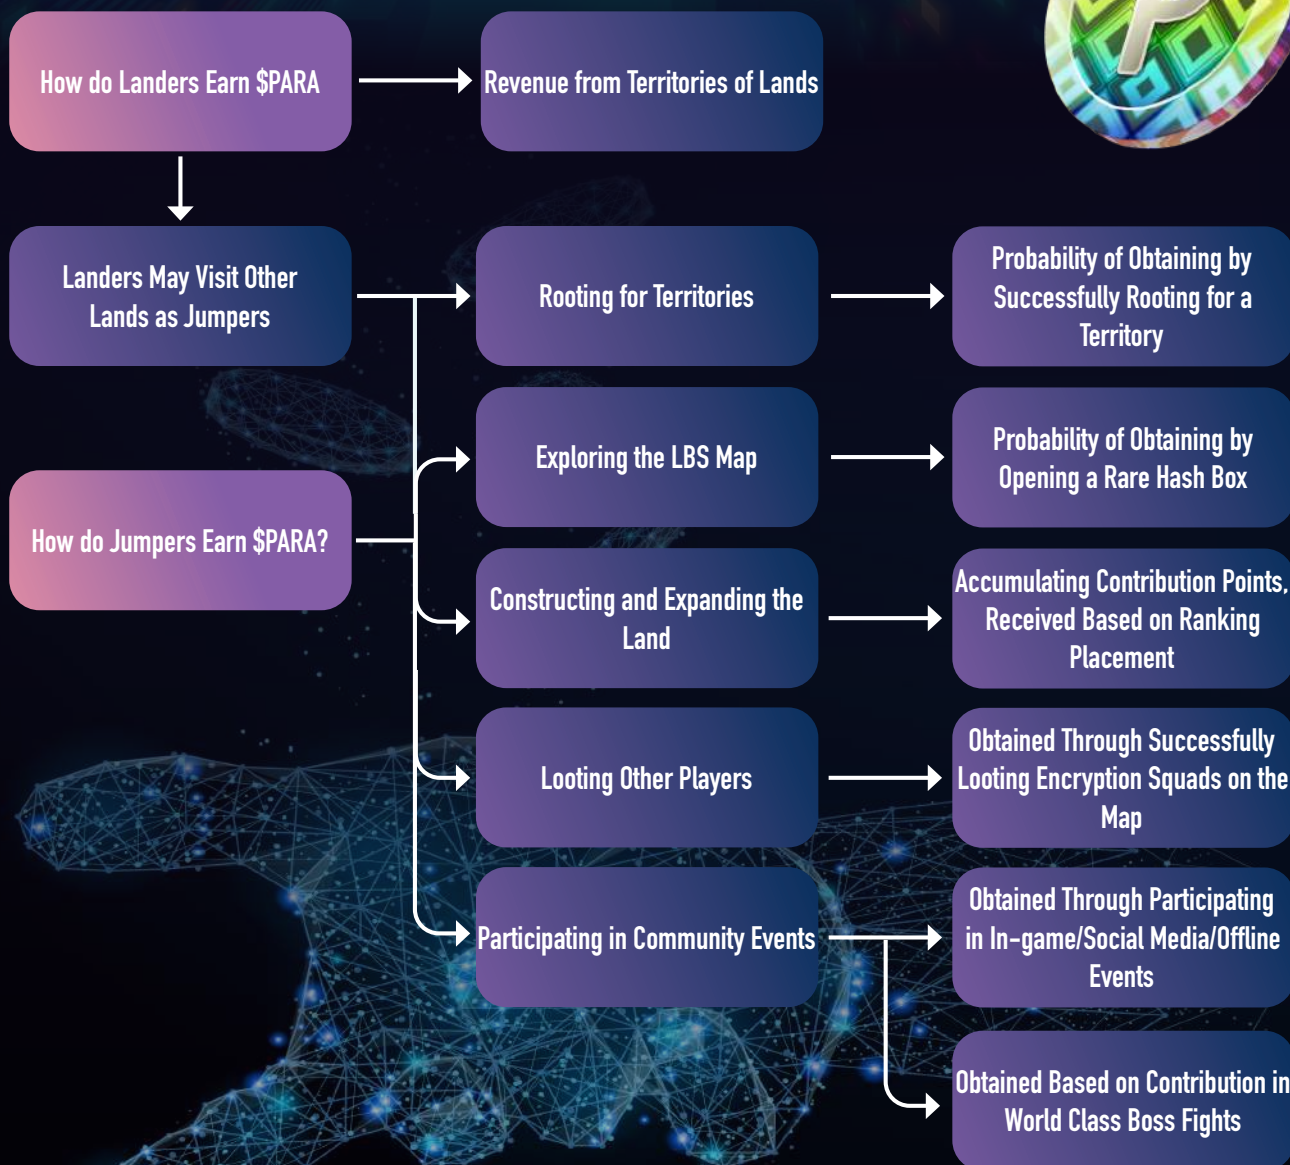 How do Landers Earn $PARA
Revenue from Territories of Lands
Landers May Visit Other
Lands as Jumpers
Rooting for Territories
Probability of Obtaining by
Successfully Rooting for a
Territory
Exploring the LBS Map
Probability of Obtaining by
Opening a Rare Hash Box
How do Jumpers Earn $PARA?
Constructing and Expanding the
Land
Accumulating Contribution Points,
Received Based on Ranking
Placement
Looting Other Players
Obtained Through Successfully
Looting Encryption Squads on the
Map
Participating in Community Events
Obtained Through Participating
in In-game/Social Media/Offline
Events
Obtained Based on Contribution in
World Class Boss Fights